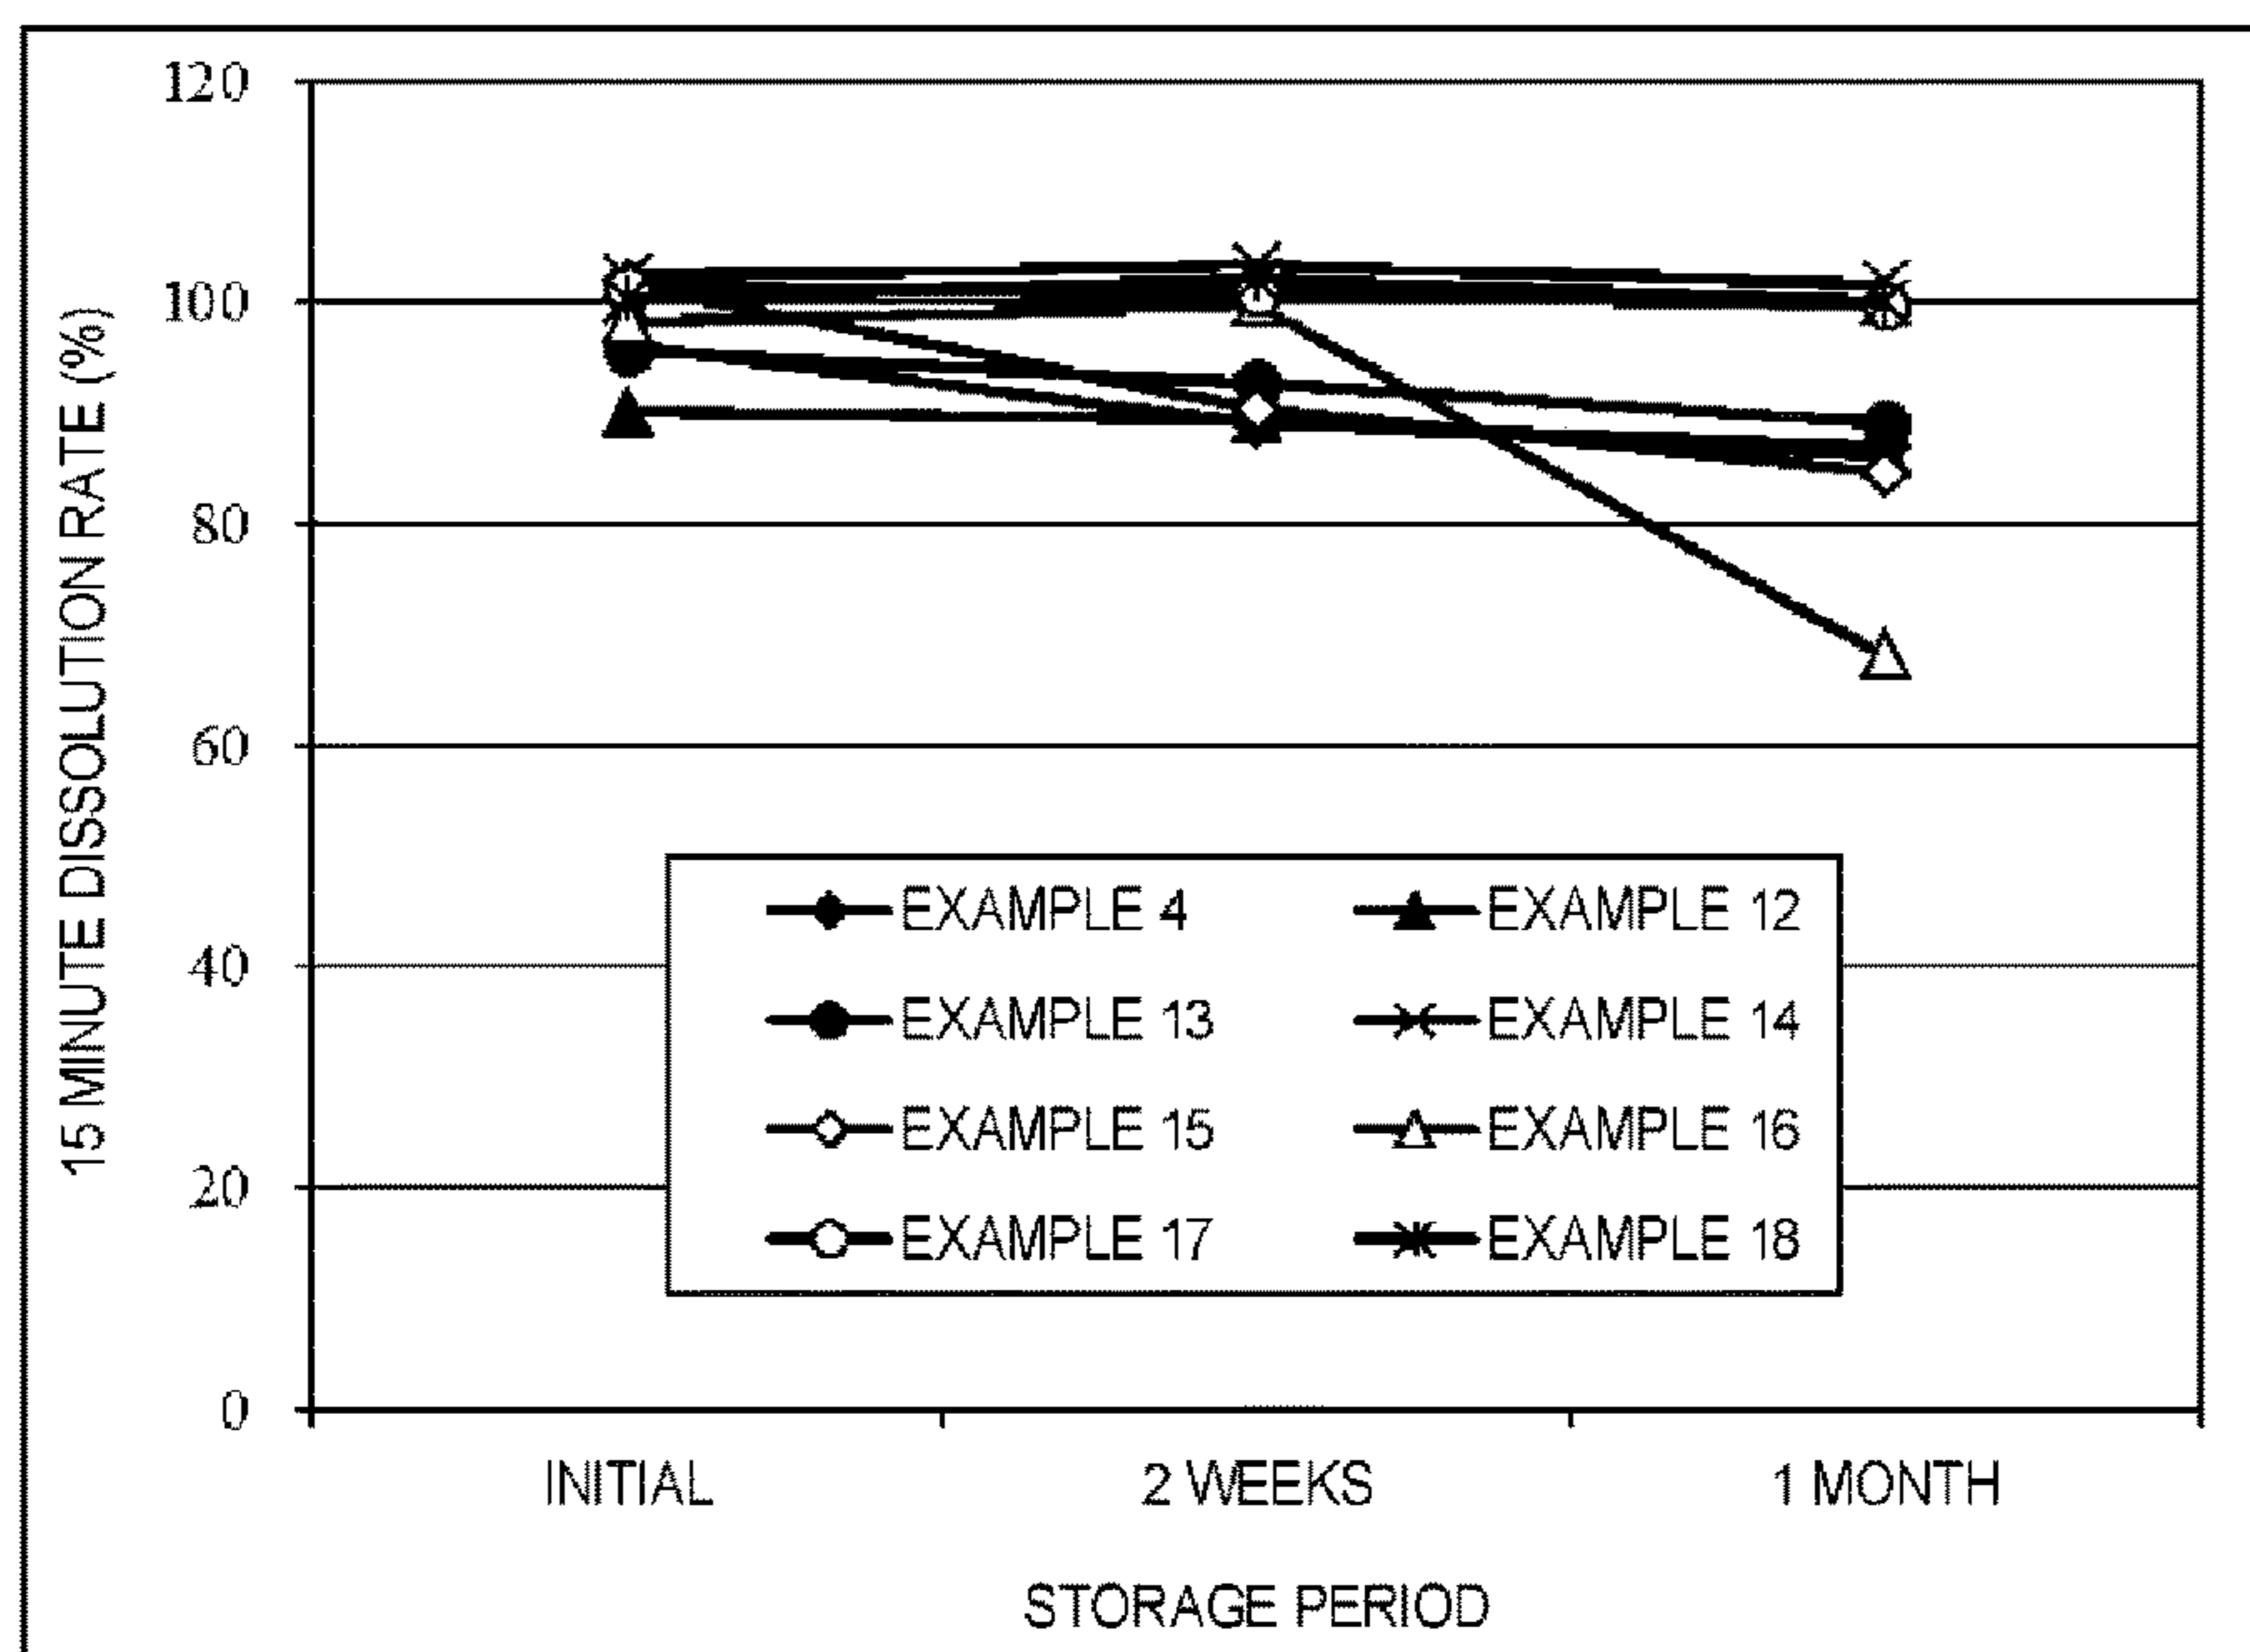 120
100
80
60
40
20
0
15 MINUTE DISSOLUTION RATE (%)
EXAMPLE 4
EXAMPLE 12
EXAMPLE 13
EXAMPLE 14
EXAMPLE 15
EXAMPLE 16
EXAMPLE 17
EXAMPLE 18
INITIAL
2 WEEKS
1 MONTH
STORAGE PERIOD